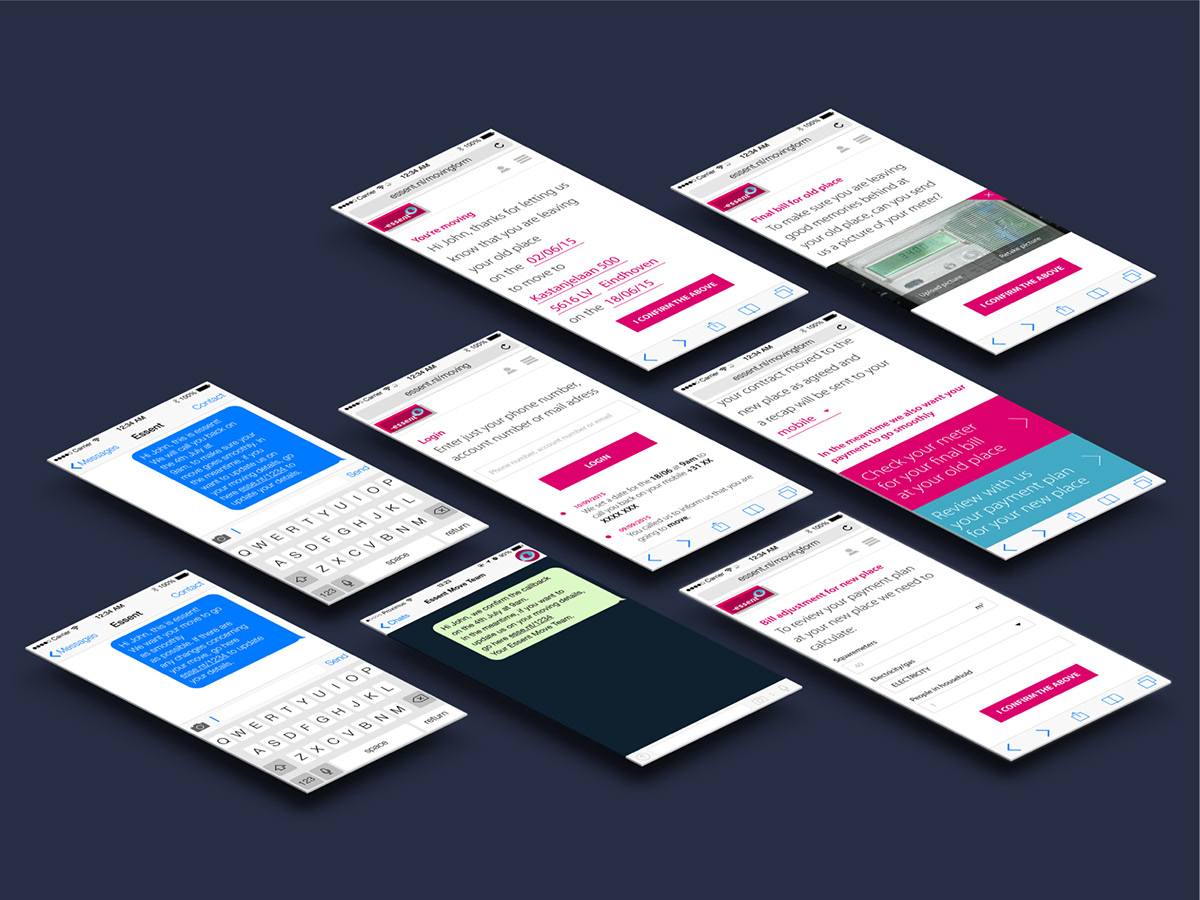 Carrier 12:34 AM 100%
essent.nl/movingform
essent
You're moving
Hi John, thanks for letting us
know that you are leaving
your old place
on the 02/06/15
to move to
Kastanjelaan 500
5616 LV Eindhoven
on the 18/06/15
I CONFIRM THE ABOVE
Carrier 12:34 AM 100%
essent.nl/movingform
essent
Final bill for old place
To make sure you are leaving
good memories behind at
your old place, can you send
us a picture of your meter?
Upload picture
Retake picture
I CONFIRM THE ABOVE
Carrier 12:34 AM 100%
Messages
Essent
Contact
Hi John, this is essent!
We will call you back on
the 4th July at
9am, to make sure your
move goes smoothly, in
the meantime, if you
want to update us on
your moving details, go
here esse.nt/1234 to
update your details.
Send
Q W E R T Y U I O P
A S D F G H J K L
Z X C V B N M
123
space
return
Carrier 12:34 AM 100%
essent.nl/moving
essent
Login
Enter just your phone number,
account number or mail adress
Phone number, account number or email
LOGIN
10/09/2015
We set a date for the 18/06 at 9am to
call you back on your mobile +31 XX
XXXX XXX
09/09/2015
You called us to inform us that you are
going to move.
Carrier 12:34 AM 100%
essent.nl/movingform
your contract moved to the
new place as agreed and
a recap will be sent to your
mobile
In the meantime we also want your
payment to go smoothly
Check your meter
for your final bill
at your old place
Review with us
your payment plan
for your new place
Carrier 12:34 AM 100%
Messages
Essent
Contact
Hi John, this is essent!
We want your move to go
as smoothly
as possible, if there are
any changes concerning
your move, go here
esse.nt/1234 to update
your details.
Send
Q W E R T Y U I O P
A S D F G H J K L
Z X C V B N M
123
space
return
Proximus 13:23 90%
Chats
Essent Move Team
Hi John, we confirm the callback
on the 4th July at 9am.
In the meantime, if you want to
update us on your moving details,
go here esse.nt/1234
Your Essent Move Team
Carrier 12:34 AM 100%
essent.nl/movingform
essent
Bill adjustment for new place
To review your payment plan
at your new place we need to
calculate:
Squaremeters
40
m²
Electricity/gas
ELECTRICITY
People in household
1
I CONFIRM THE ABOVE